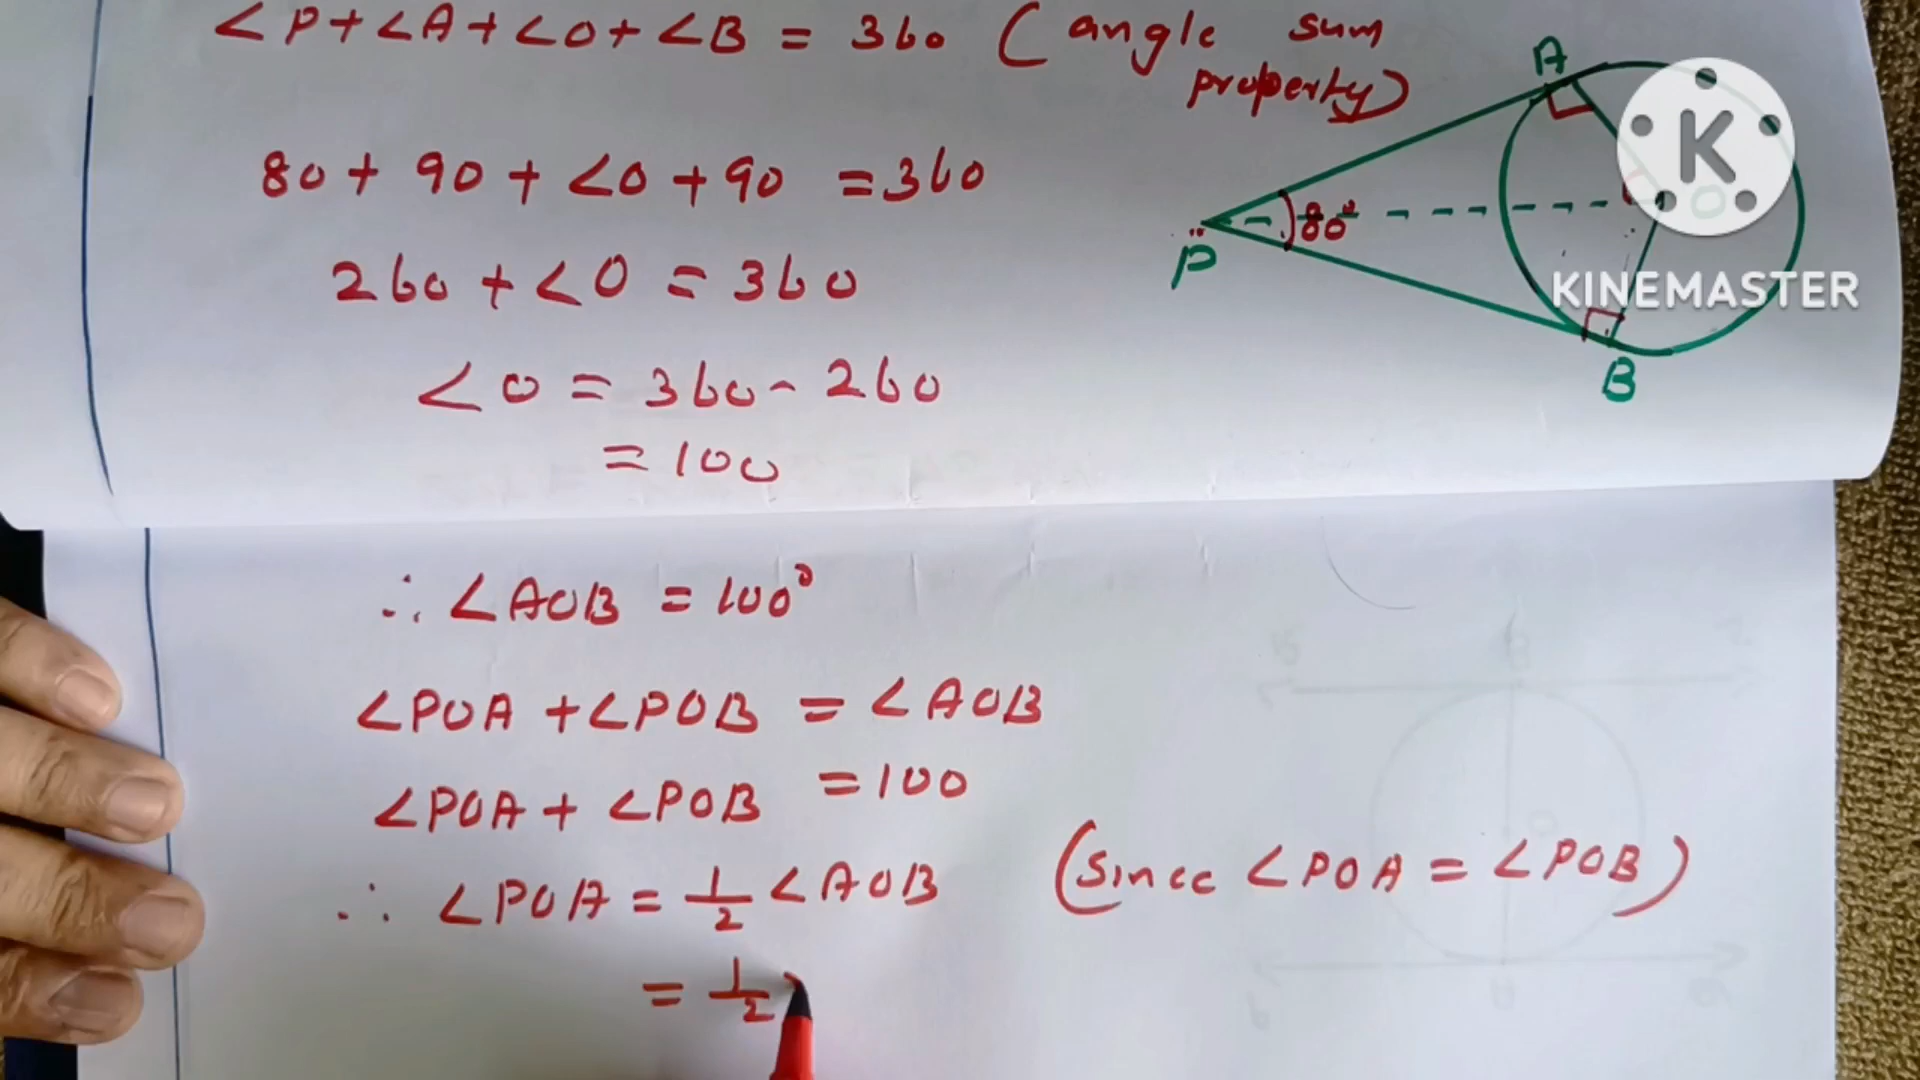 ∠P+∠A+∠O+∠B = 360 (angle sum property)
80+90+∠O+90 =360
260+∠O = 360
∠O = 360-260
= 100
∴ ∠AOB = 100°
∠POA +∠POB = ∠AOB
∠POA + ∠POB = 100
∴ ∠POA = 1/2 ∠AOB (Since ∠POA = ∠POB)
= 1/2
A
80°
P
O
B
K
KINEMASTER